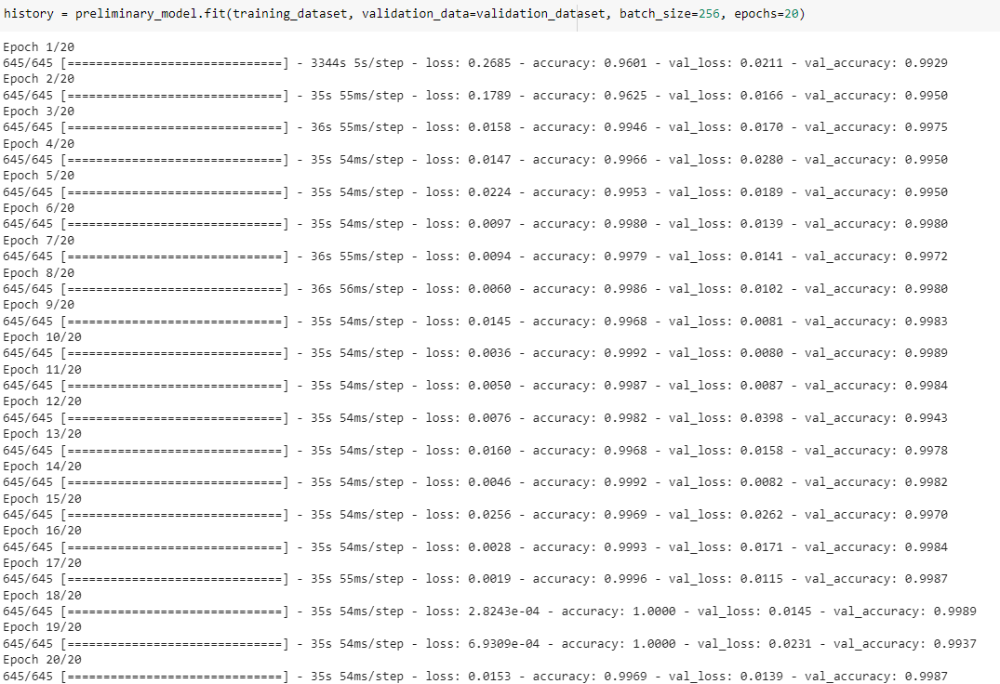 history = preliminary_model.fit(training_dataset, validation_data=validation_dataset, batch_size=256, epochs=20)
Epoch 1/20
645/645 [==============================] - 3344s 5s/step - loss: 0.2685 - accuracy: 0.9601 - val_loss: 0.0211 - val_accuracy: 0.9929
Epoch 2/20
645/645 [==============================] - 35s 55ms/step - loss: 0.1789 - accuracy: 0.9625 - val_loss: 0.0166 - val_accuracy: 0.9950
Epoch 3/20
645/645 [==============================] - 36s 55ms/step - loss: 0.0158 - accuracy: 0.9946 - val_loss: 0.0170 - val_accuracy: 0.9975
Epoch 4/20
645/645 [==============================] - 35s 54ms/step - loss: 0.0147 - accuracy: 0.9966 - val_loss: 0.0280 - val_accuracy: 0.9950
Epoch 5/20
645/645 [==============================] - 35s 54ms/step - loss: 0.0224 - accuracy: 0.9953 - val_loss: 0.0189 - val_accuracy: 0.9950
Epoch 6/20
645/645 [==============================] - 35s 54ms/step - loss: 0.0097 - accuracy: 0.9980 - val_loss: 0.0139 - val_accuracy: 0.9980
Epoch 7/20
645/645 [==============================] - 36s 55ms/step - loss: 0.0094 - accuracy: 0.9979 - val_loss: 0.0141 - val_accuracy: 0.9972
Epoch 8/20
645/645 [==============================] - 36s 56ms/step - loss: 0.0060 - accuracy: 0.9986 - val_loss: 0.0102 - val_accuracy: 0.9980
Epoch 9/20
645/645 [==============================] - 35s 54ms/step - loss: 0.0145 - accuracy: 0.9968 - val_loss: 0.0081 - val_accuracy: 0.9983
Epoch 10/20
645/645 [==============================] - 35s 54ms/step - loss: 0.0036 - accuracy: 0.9992 - val_loss: 0.0080 - val_accuracy: 0.9989
Epoch 11/20
645/645 [==============================] - 35s 54ms/step - loss: 0.0050 - accuracy: 0.9987 - val_loss: 0.0087 - val_accuracy: 0.9984
Epoch 12/20
645/645 [==============================] - 35s 54ms/step - loss: 0.0076 - accuracy: 0.9982 - val_loss: 0.0398 - val_accuracy: 0.9943
Epoch 13/20
645/645 [==============================] - 35s 54ms/step - loss: 0.0160 - accuracy: 0.9968 - val_loss: 0.0158 - val_accuracy: 0.9978
Epoch 14/20
645/645 [==============================] - 35s 54ms/step - loss: 0.0046 - accuracy: 0.9992 - val_loss: 0.0082 - val_accuracy: 0.9982
Epoch 15/20
645/645 [==============================] - 35s 54ms/step - loss: 0.0256 - accuracy: 0.9969 - val_loss: 0.0262 - val_accuracy: 0.9970
Epoch 16/20
645/645 [==============================] - 35s 54ms/step - loss: 0.0028 - accuracy: 0.9993 - val_loss: 0.0171 - val_accuracy: 0.9984
Epoch 17/20
645/645 [==============================] - 35s 55ms/step - loss: 0.0019 - accuracy: 0.9996 - val_loss: 0.0115 - val_accuracy: 0.9987
Epoch 18/20
645/645 [==============================] - 35s 54ms/step - loss: 2.8243e-04 - accuracy: 1.0000 - val_loss: 0.0145 - val_accuracy: 0.9989
Epoch 19/20
645/645 [==============================] - 35s 54ms/step - loss: 6.9309e-04 - accuracy: 1.0000 - val_loss: 0.0231 - val_accuracy: 0.9937
Epoch 20/20
645/645 [==============================] - 35s 54ms/step - loss: 0.0153 - accuracy: 0.9969 - val_loss: 0.0139 - val_accuracy: 0.9987